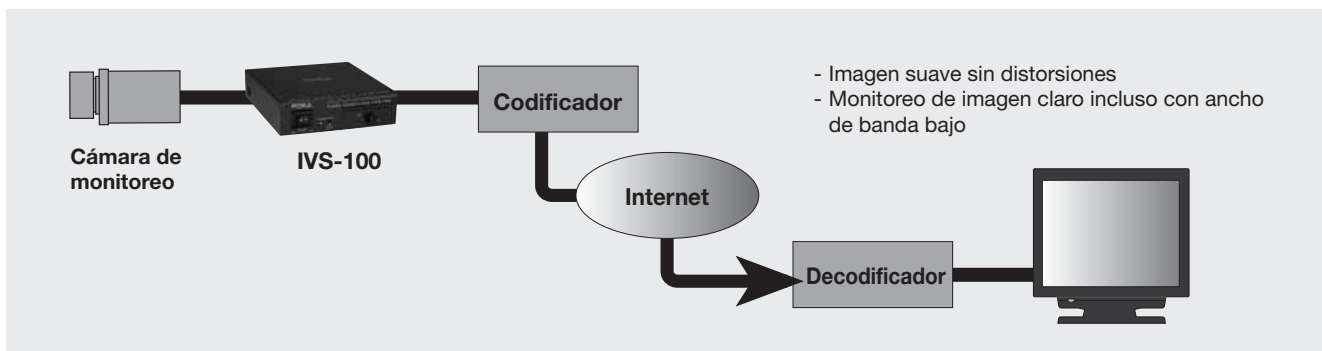 Cámara de
monitoreo
IVS-100
Codificador
Internet
Decodificador
- Imagen suave sin distorsiones
- Monitoreo de imagen claro incluso con ancho
de banda bajo